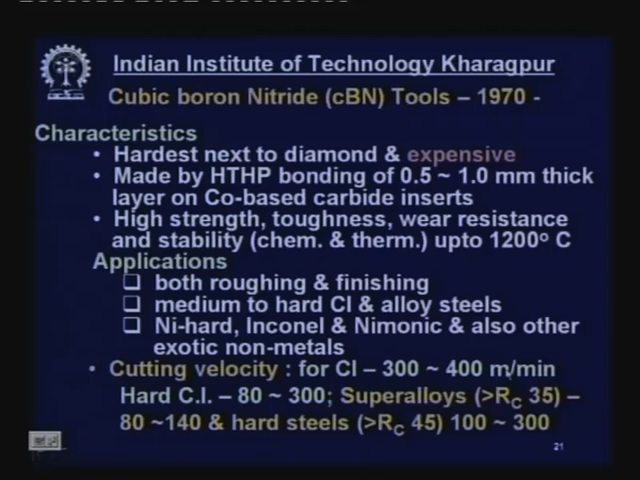 Indian Institute of Technology Kharagpur
Cubic boron Nitride (cBN) Tools – 1970 -
Characteristics
• Hardest next to diamond & expensive
• Made by HTHP bonding of 0.5 ~ 1.0 mm thick
layer on Co-based carbide inserts
• High strength, toughness, wear resistance
and stability (chem. & therm.) upto 1200° C
Applications
❑ both roughing & finishing
❑ medium to hard CI & alloy steels
❑ Ni-hard, Inconel & Nimonic & also other
exotic non-metals
• Cutting velocity : for CI – 300 ~ 400 m/min
Hard C.I. – 80 ~ 300; Superalloys (>RC 35) –
80 ~140 & hard steels (>RC 45) 100 ~ 300
21